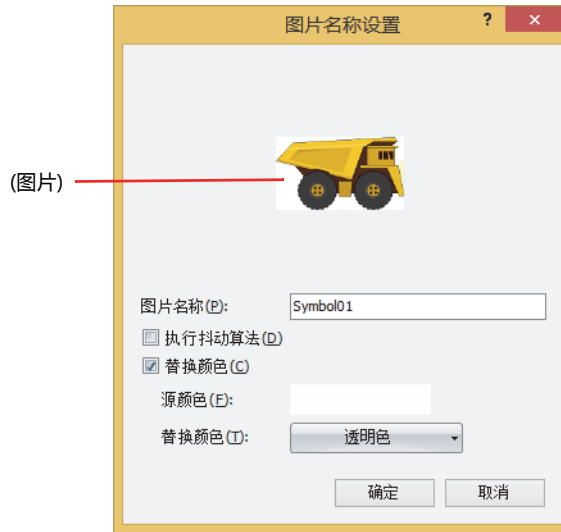 图片名称设置
? ×
(图片)
图片名称(P):
Symbol01
执行抖动算法(D)
替换颜色(C)
源颜色(F):
替换颜色(T):
透明色
确定
取消